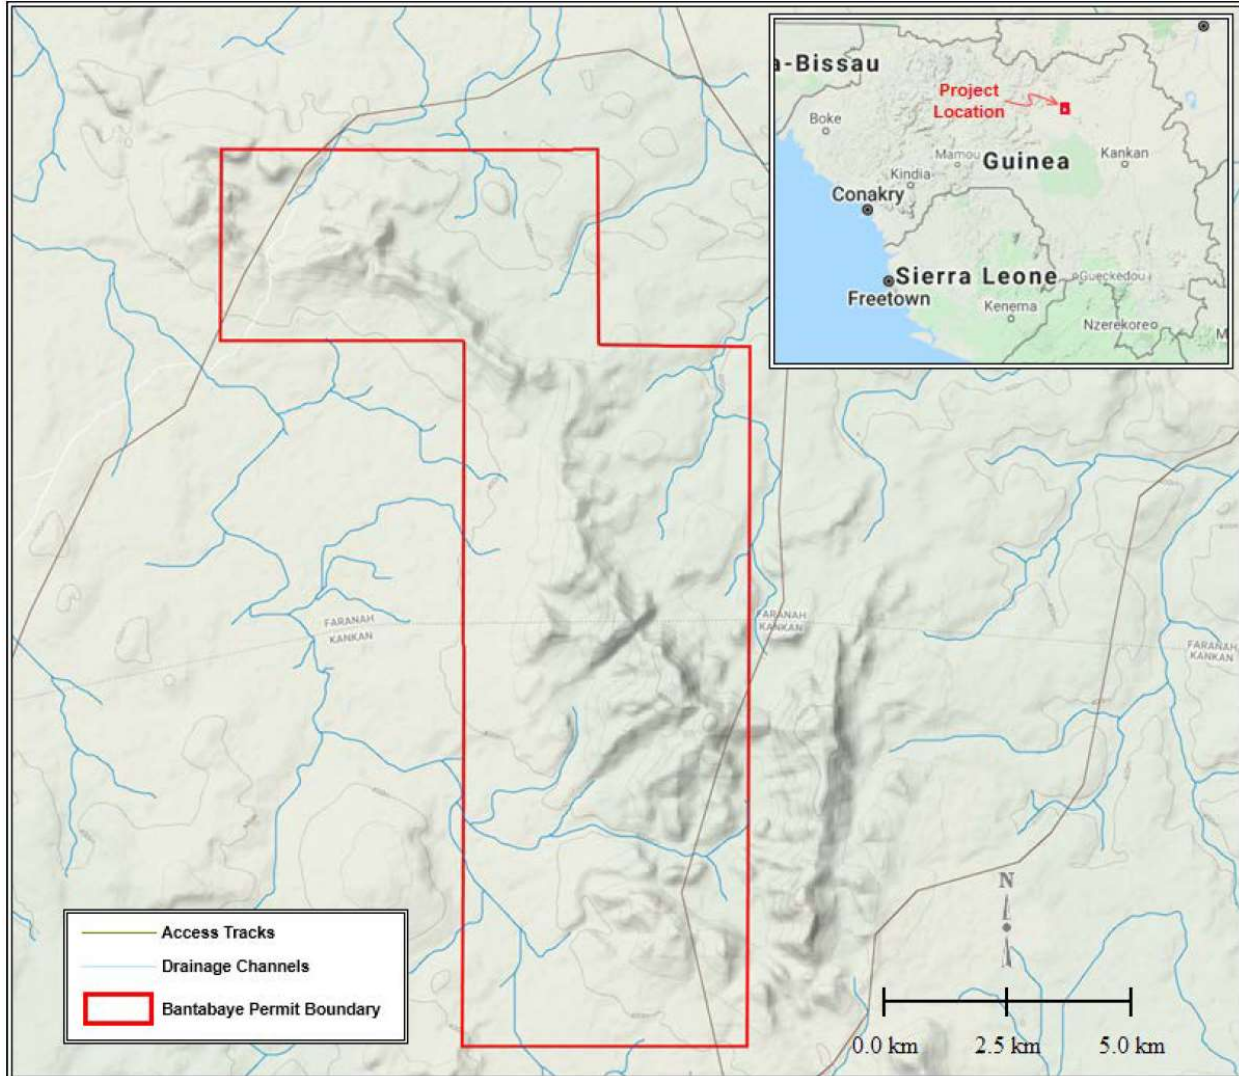 a-Bissau
Project
Location
Boke
Mamou
Guinea
Kankan
Kindia
Conakry
Sierra Leone
Gueckedou
Freetown
Kenema
Nzerekore
M
FARANAH
KANKAN
FARANAH
KANKAN
FARANAH
KANKAN
N
Access Tracks
Drainage Channels
Bantabaye Permit Boundary
0.0 km
2.5 km
5.0 km